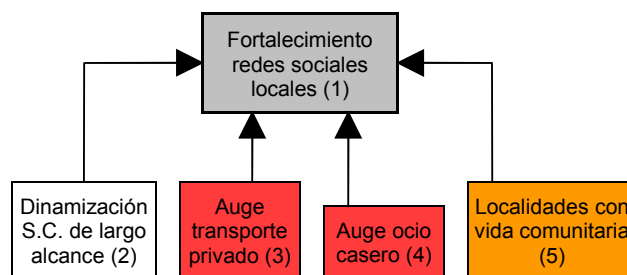 Fortalecimiento
redes sociales
locales (1)
Dinamización
S.C. de largo
alcance (2)
Auge
transporte
privado (3)
Auge ocio
casero (4)
Localidades con
vida comunitaria
(5)